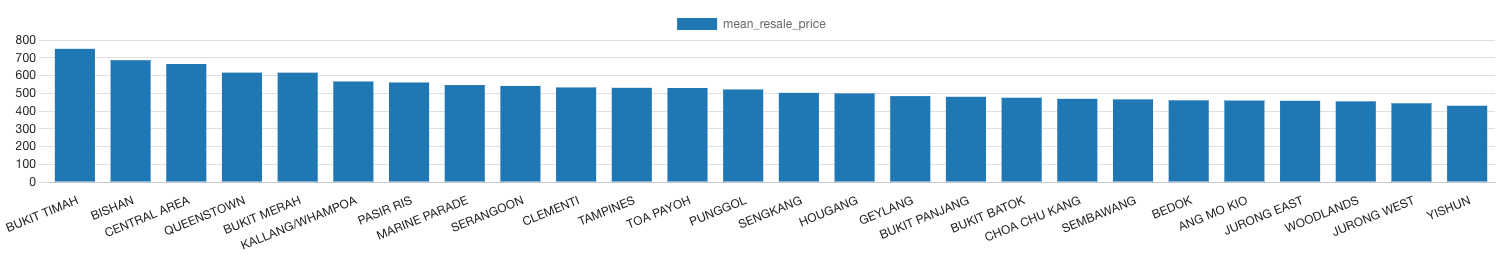 mean_resale_price
800
700
600
500
400
300
200
100
0
BUKIT TIMAH
BISHAN
CENTRAL AREA
QUEENSTOWN
BUKIT MERAH
KALLANG/WHAMPOA
PASIR RIS
MARINE PARADE
SERANGOON
CLEMENTI
TAMPINES
TOA PAYOH
PUNGGOL
SENGKANG
HOUGANG
GEYLANG
BUKIT PANJANG
BUKIT BATOK
CHOA CHU KANG
SEMBAWANG
BEDOK
ANG MO KIO
JURONG EAST
WOODLANDS
JURONG WEST
YISHUN